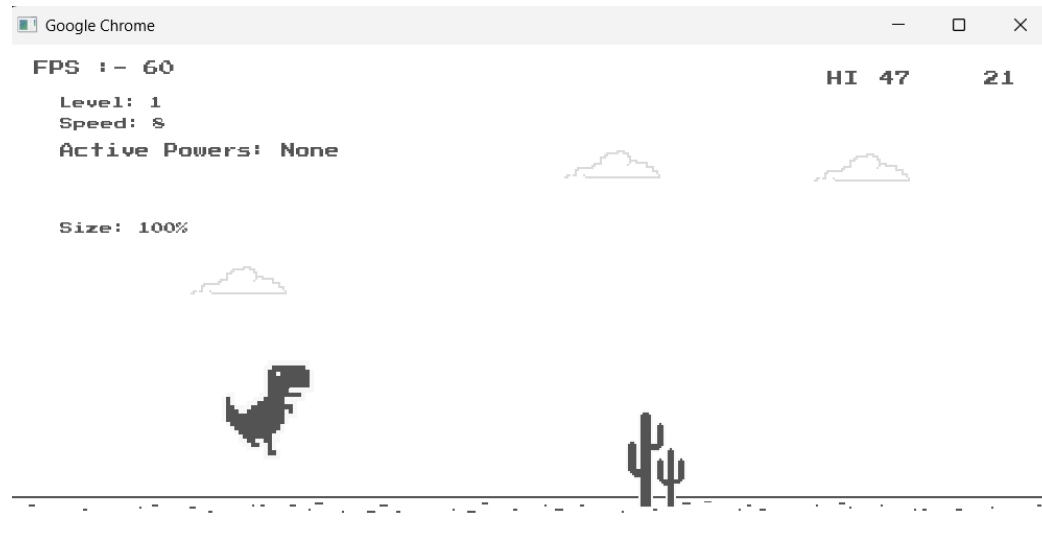 Google Chrome
FPS :- 60
HI 47 21
Level: 1
Speed: 8
Active Powers: None
Size: 100%